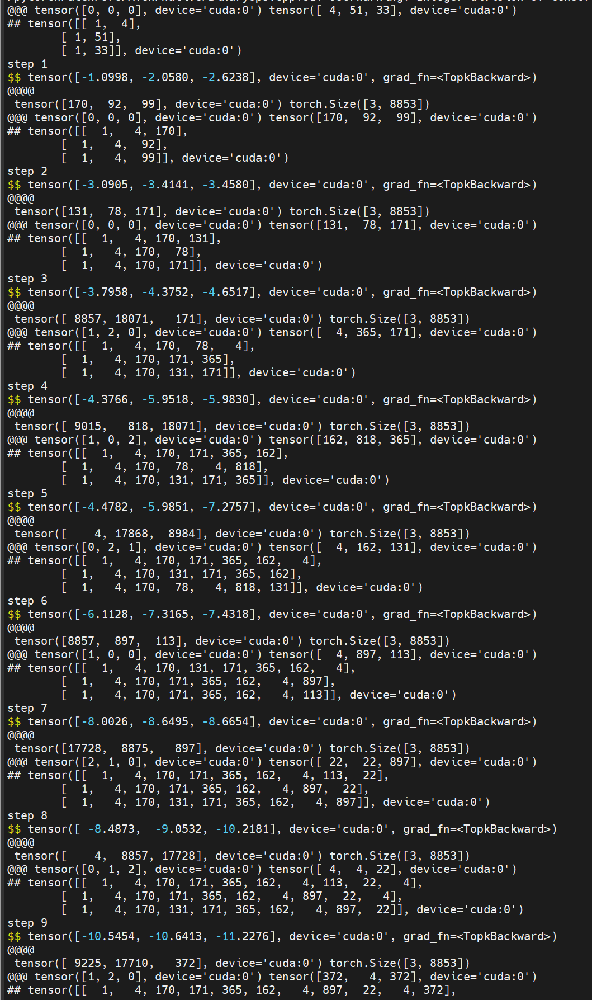 @@@ tensor([0, 0, 0], device='cuda:0') tensor([ 4, 51, 33], device='cuda:0')
## tensor([[ 1,  4],
        [ 1, 51],
        [ 1, 33]], device='cuda:0')
step 1
$$ tensor([-1.0998, -2.0580, -2.6238], device='cuda:0', grad_fn=<TopkBackward>)
@@@@
 tensor([170,  92,  99], device='cuda:0') torch.Size([3, 8853])
@@@ tensor([0, 0, 0], device='cuda:0') tensor([170,  92,  99], device='cuda:0')
## tensor([[  1,   4, 170],
        [  1,   4,  92],
        [  1,   4,  99]], device='cuda:0')
step 2
$$ tensor([-3.0905, -3.4141, -3.4580], device='cuda:0', grad_fn=<TopkBackward>)
@@@@
 tensor([131,  78, 171], device='cuda:0') torch.Size([3, 8853])
@@@ tensor([0, 0, 0], device='cuda:0') tensor([131,  78, 171], device='cuda:0')
## tensor([[  1,   4, 170, 131],
        [  1,   4, 170,  78],
        [  1,   4, 170, 171]], device='cuda:0')
step 3
$$ tensor([-3.7958, -4.3752, -4.6517], device='cuda:0', grad_fn=<TopkBackward>)
@@@@
 tensor([ 8857, 18071,   171], device='cuda:0') torch.Size([3, 8853])
@@@ tensor([1, 2, 0], device='cuda:0') tensor([  4, 365, 171], device='cuda:0')
## tensor([[  1,   4, 170,  78,   4],
        [  1,   4, 170, 171, 365],
        [  1,   4, 170, 131, 171]], device='cuda:0')
step 4
$$ tensor([-4.3766, -5.9518, -5.9830], device='cuda:0', grad_fn=<TopkBackward>)
@@@@
 tensor([ 9015,   818, 18071], device='cuda:0') torch.Size([3, 8853])
@@@ tensor([1, 0, 2], device='cuda:0') tensor([162, 818, 365], device='cuda:0')
## tensor([[  1,   4, 170, 171, 365, 162],
        [  1,   4, 170,  78,   4, 818],
        [  1,   4, 170, 131, 171, 365]], device='cuda:0')
step 5
$$ tensor([-4.4782, -5.9851, -7.2757], device='cuda:0', grad_fn=<TopkBackward>)
@@@@
 tensor([    4, 17868,  8984], device='cuda:0') torch.Size([3, 8853])
@@@ tensor([0, 2, 1], device='cuda:0') tensor([  4, 162, 131], device='cuda:0')
## tensor([[  1,   4, 170, 171, 365, 162,   4],
        [  1,   4, 170, 131, 171, 365, 162],
        [  1,   4, 170,  78,   4, 818, 131]], device='cuda:0')
step 6
$$ tensor([-6.1128, -7.3165, -7.4318], device='cuda:0', grad_fn=<TopkBackward>)
@@@@
 tensor([8857,  897,  113], device='cuda:0') torch.Size([3, 8853])
@@@ tensor([1, 0, 0], device='cuda:0') tensor([  4, 897, 113], device='cuda:0')
## tensor([[  1,   4, 170, 131, 171, 365, 162,   4],
        [  1,   4, 170, 171, 365, 162,   4, 897],
        [  1,   4, 170, 171, 365, 162,   4, 113]], device='cuda:0')
step 7
$$ tensor([-8.0026, -8.6495, -8.6654], device='cuda:0', grad_fn=<TopkBackward>)
@@@@
 tensor([17728,  8875,   897], device='cuda:0') torch.Size([3, 8853])
@@@ tensor([2, 1, 0], device='cuda:0') tensor([ 22,  22, 897], device='cuda:0')
## tensor([[  1,   4, 170, 171, 365, 162,   4, 113,  22],
        [  1,   4, 170, 171, 365, 162,   4, 897,  22],
        [  1,   4, 170, 131, 171, 365, 162,   4, 897]], device='cuda:0')
step 8
$$ tensor([ -8.4873,  -9.0532, -10.2181], device='cuda:0', grad_fn=<TopkBackward>)
@@@@
 tensor([    4,  8857, 17728], device='cuda:0') torch.Size([3, 8853])
@@@ tensor([0, 1, 2], device='cuda:0') tensor([ 4,  4, 22], device='cuda:0')
## tensor([[  1,   4, 170, 171, 365, 162,   4, 113,  22,   4],
        [  1,   4, 170, 171, 365, 162,   4, 897,  22,   4],
        [  1,   4, 170, 131, 171, 365, 162,   4, 897,  22]], device='cuda:0')
step 9
$$ tensor([-10.5454, -10.6413, -11.2276], device='cuda:0', grad_fn=<TopkBackward>)
@@@@
 tensor([ 9225, 17710,   372], device='cuda:0') torch.Size([3, 8853])
@@@ tensor([1, 2, 0], device='cuda:0') tensor([372,   4, 372], device='cuda:0')
## tensor([[  1,   4, 170, 171, 365, 162,   4, 897,  22,   4, 372],